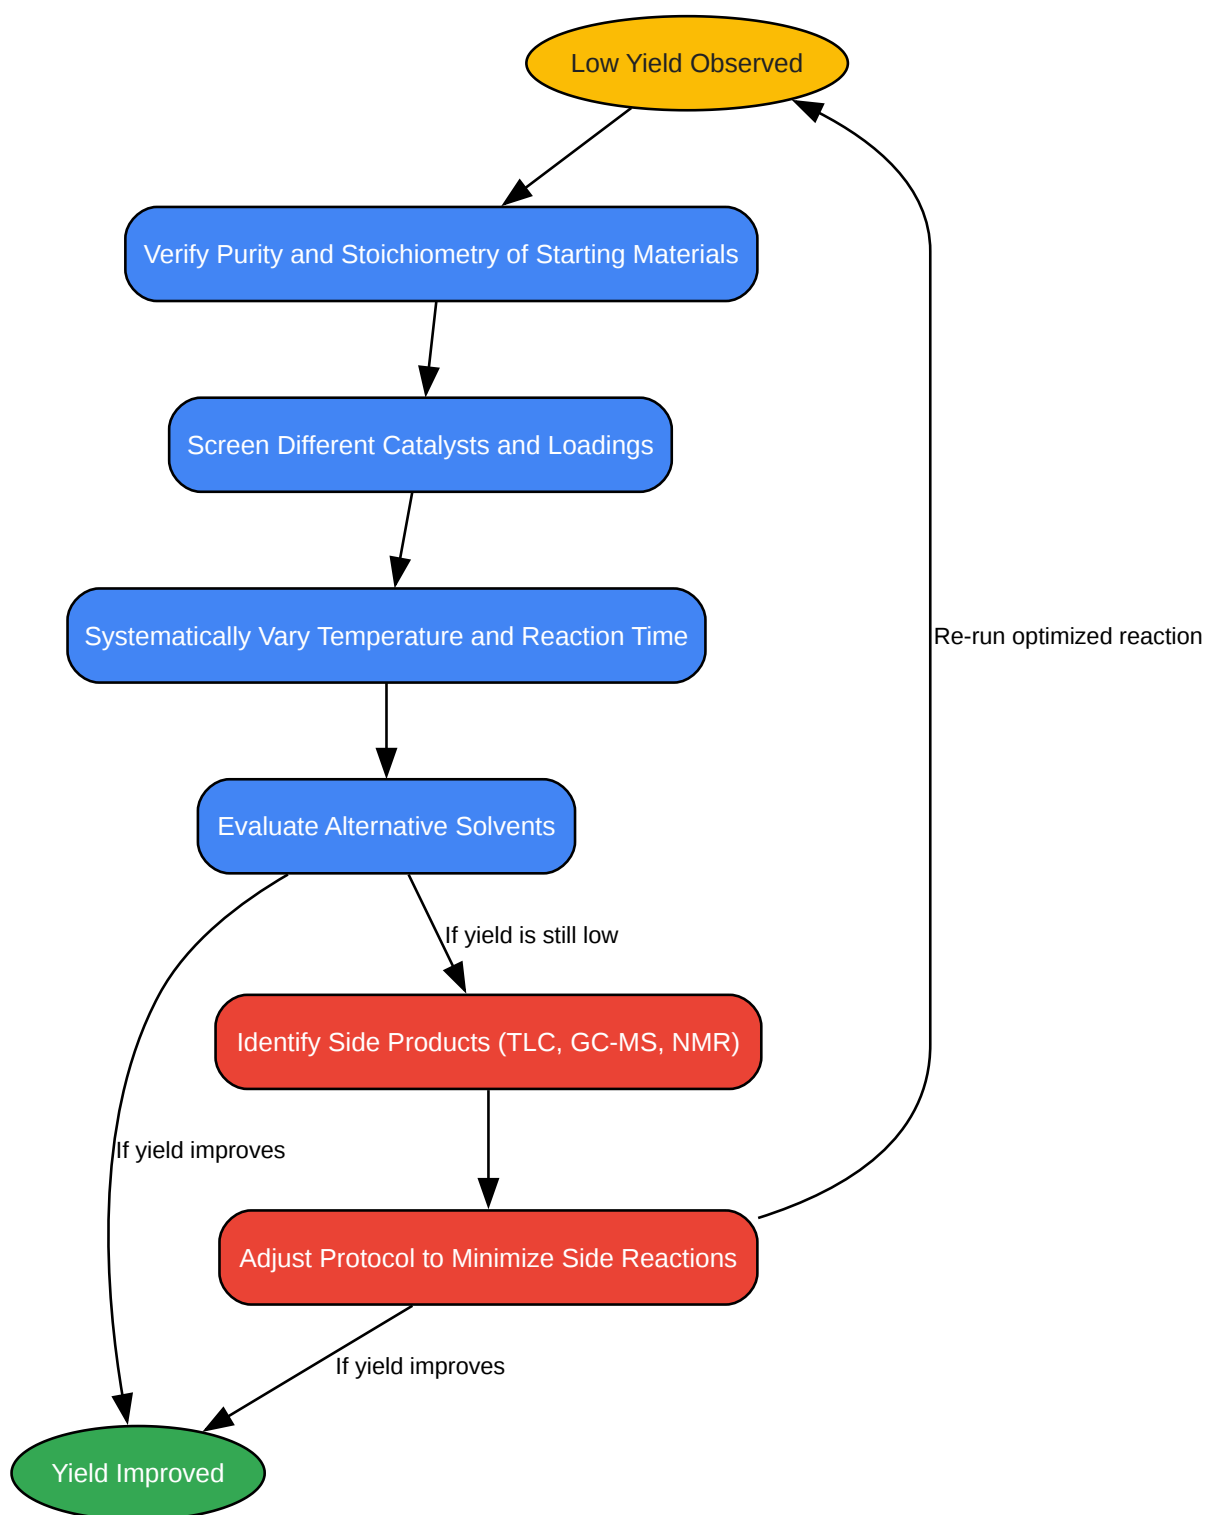 Low Yield Observed
Verify Purity and Stoichiometry of Starting Materials
Screen Different Catalysts and Loadings
Systematically Vary Temperature and Reaction Time
Re-run optimized reaction
Evaluate Alternative Solvents
If yield is still low
Identify Side Products (TLC, GC-MS, NMR)
If yield improves
Adjust Protocol to Minimize Side Reactions
If yield improves
Yield Improved